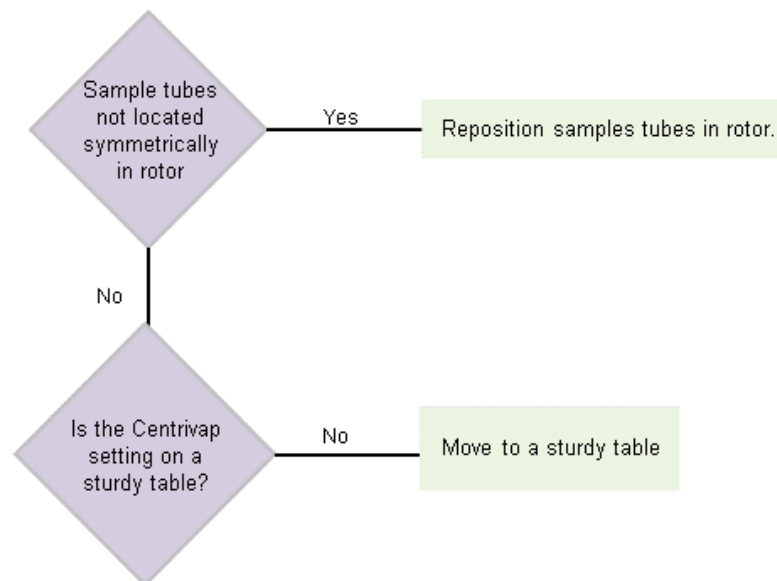 Sample tubes
not located
symmetrically
in rotor
Yes
Reposition samples tubes in rotor.
No
Is the Centrivap
setting on a
sturdy table?
No
Move to a sturdy table